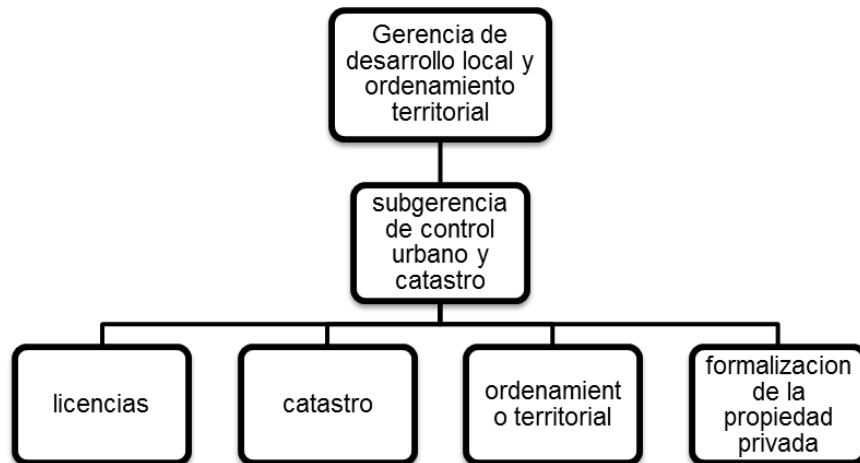 Gerencia de
desarrollo local y
ordenamiento
territorial
subgerencia
de control
urbano y
catastro
licencias
catastro
ordenamient
o territorial
formalizacion
de la
propiedad
privada